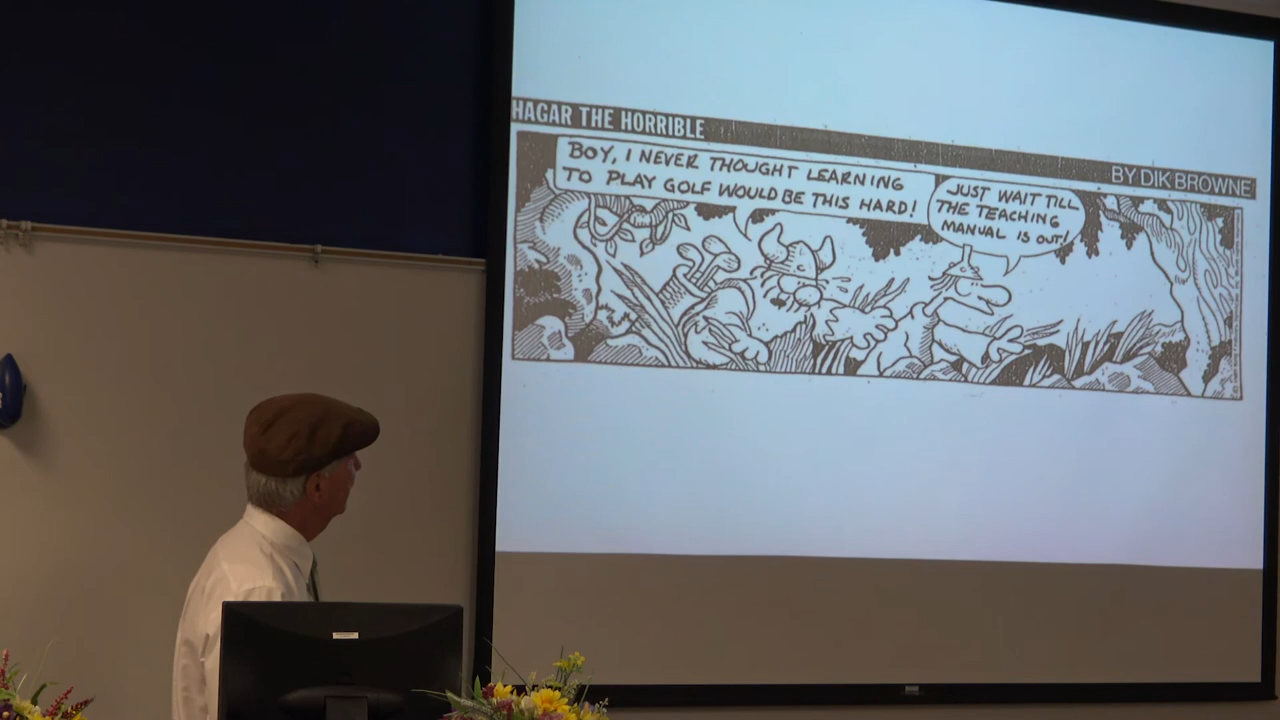 HAGAR THE HORRIBLE
BY DIK BROWNE
BOY, I NEVER THOUGHT LEARNING
TO PLAY GOLF WOULD BE THIS HARD!
JUST WAIT TILL
THE TEACHING
MANUAL IS OUT!